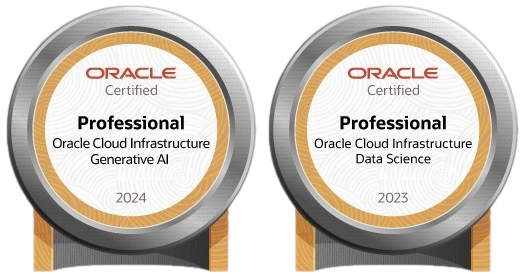 ORACLE
Certified
Professional
Oracle Cloud Infrastructure
Generative AI
2024
ORACLE
Certified
Professional
Oracle Cloud Infrastructure
Data Science
2023